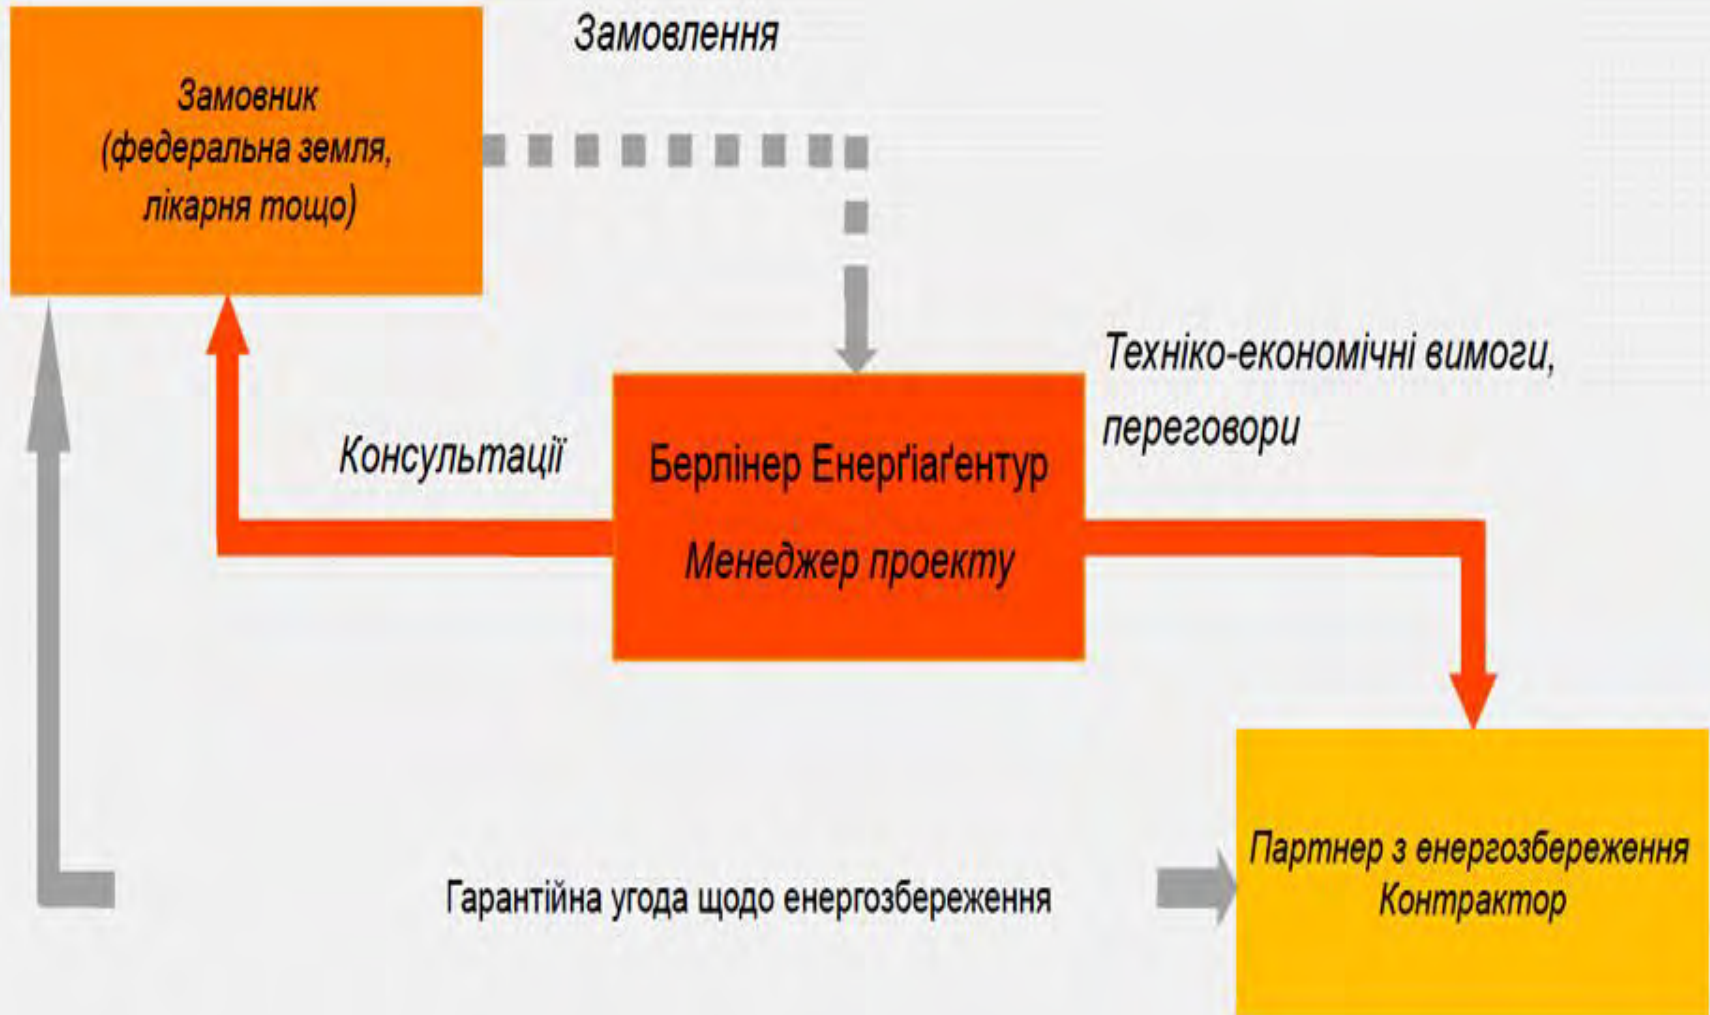 Замовлення
Замовник
(федеральна земля,
лікарня тощо)
Техніко-економічні вимоги,
переговори
Консультації
Берлінер Енерґіаґентур
Менеджер проекту
Партнер з енергозбереження
Контрактор
Гарантійна угода щодо енергозбереження